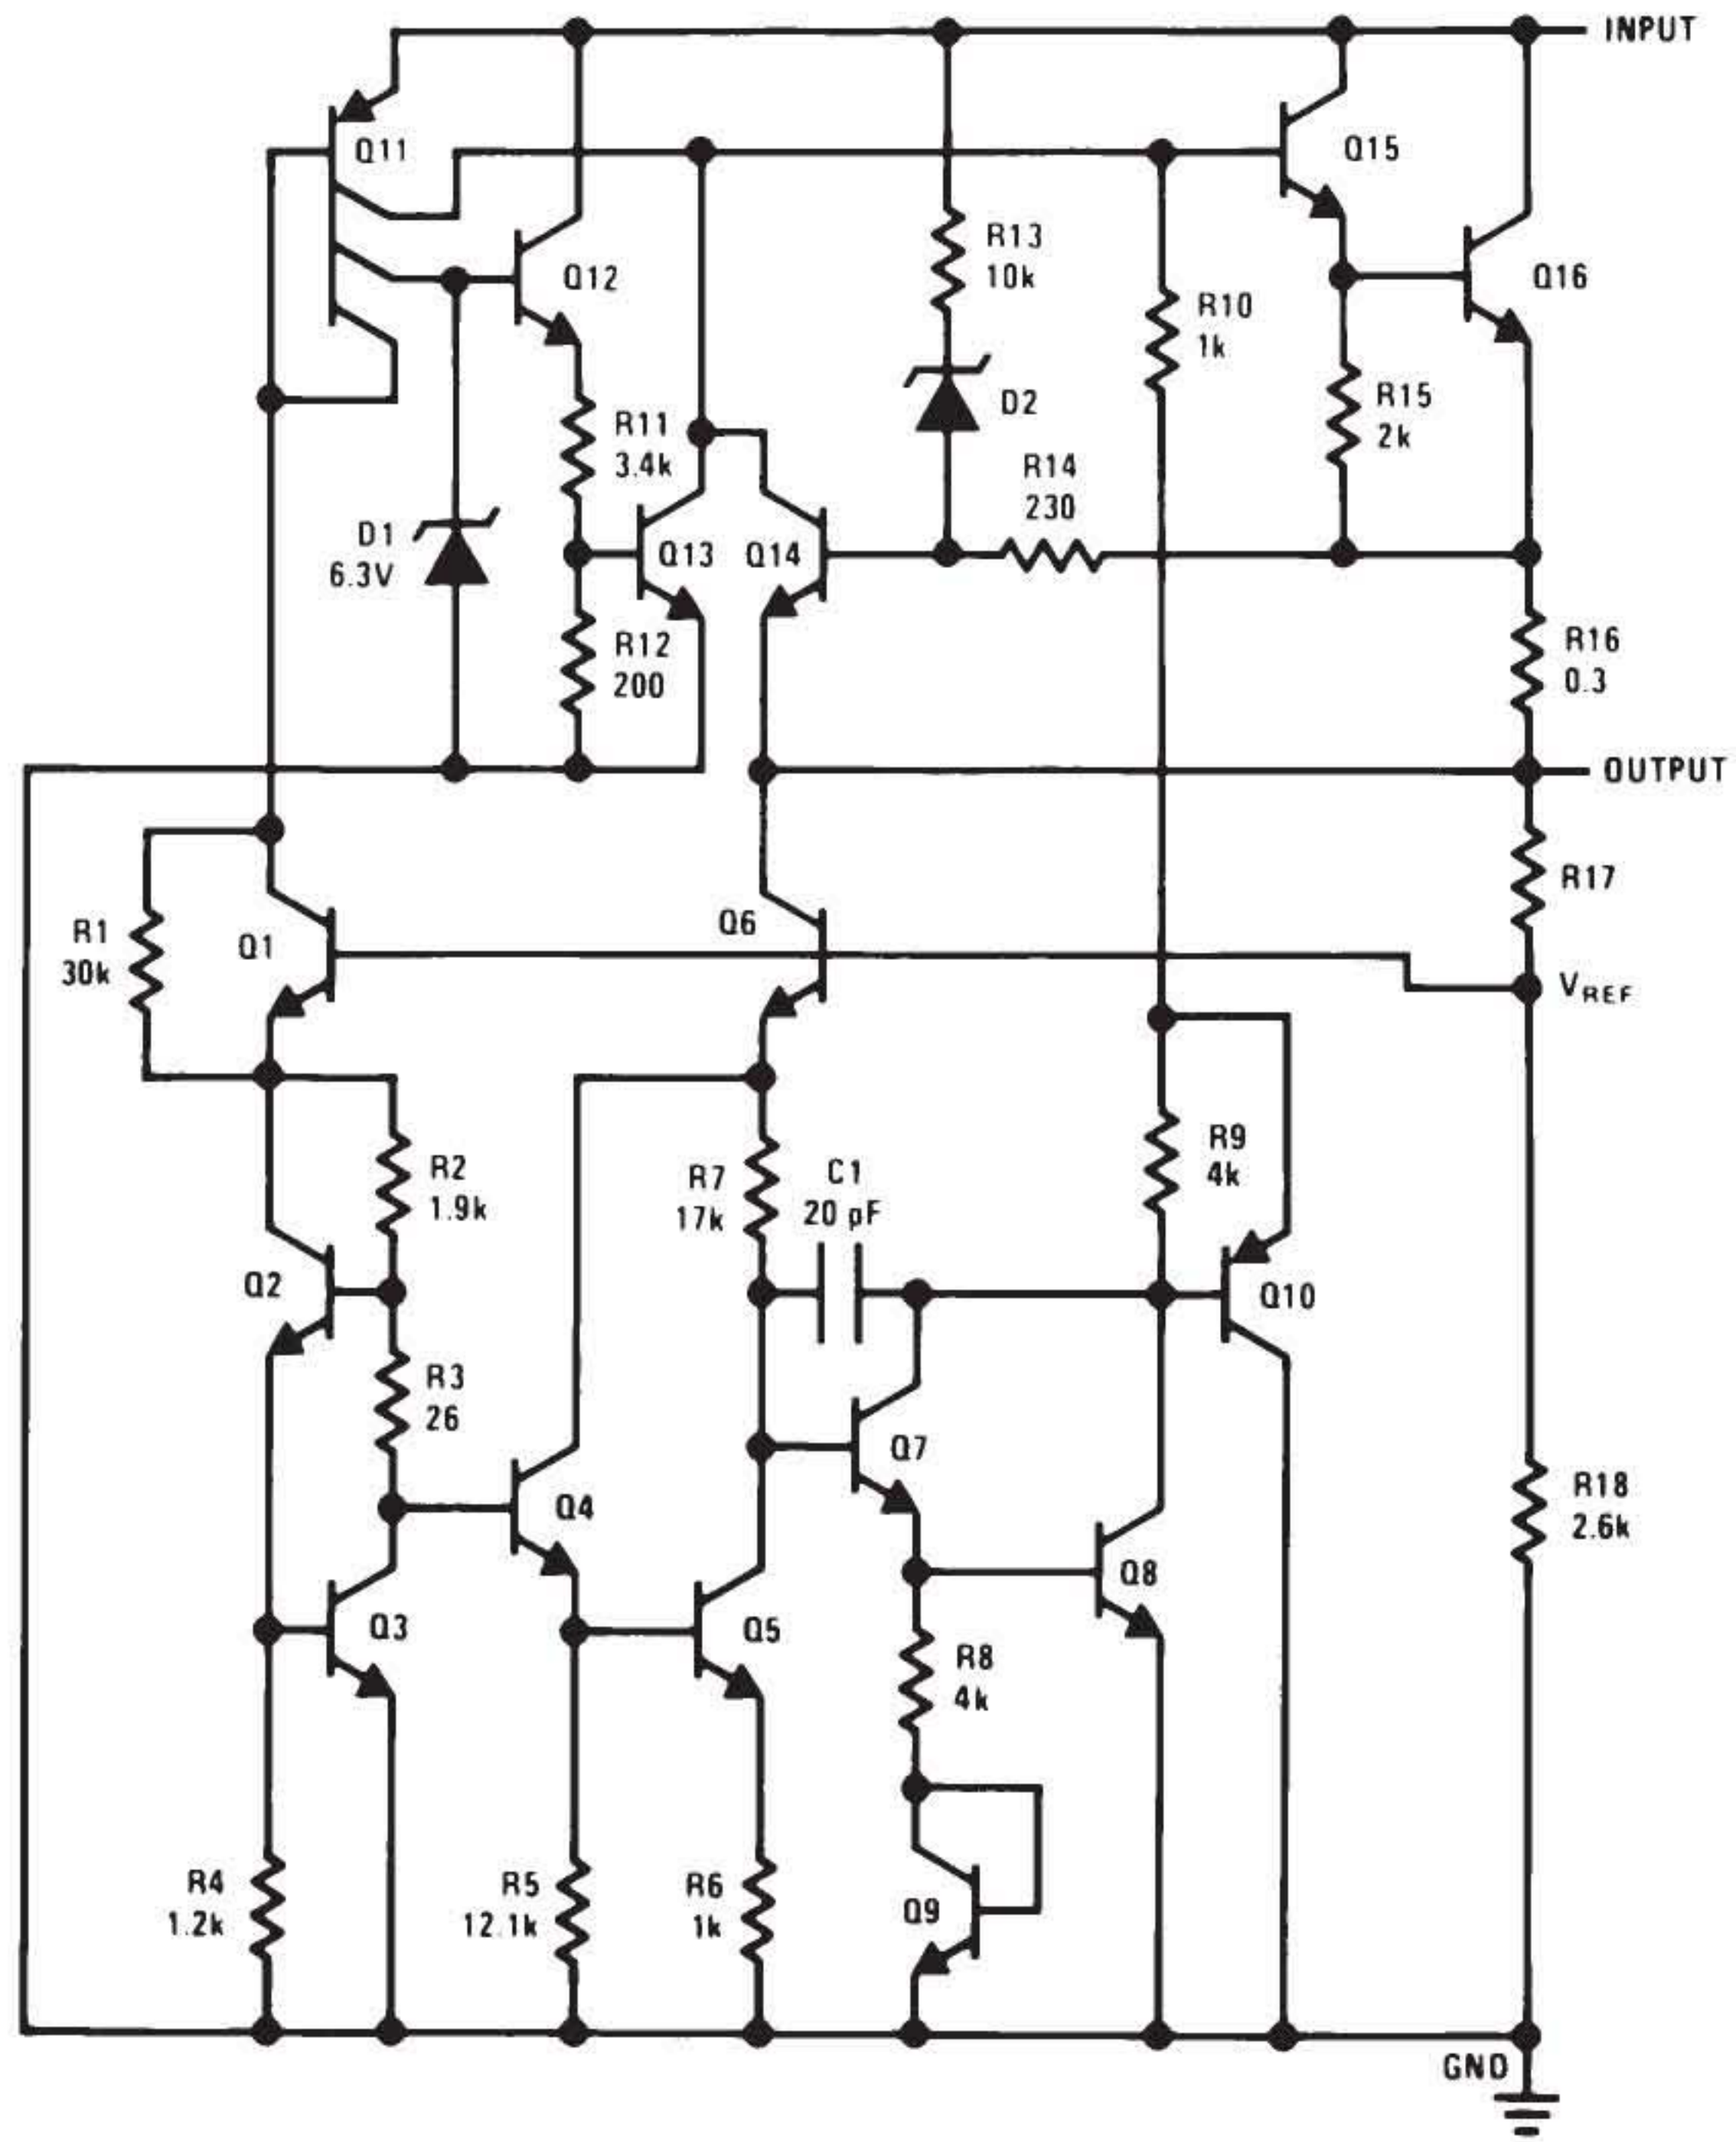 INPUT
Q11
Q15
R13
10k
Q12
Q16
R10
1k
D2
R15
2k
R11
3.4k
R14
230
D1
6.3V
Q13
Q14
R12
200
R16
0.3
OUTPUT
R17
Q6
R1
30k
Q1
VREF
R9
4k
R2
1.9k
R7
17k
C1
20 pF
Q2
Q10
R3
26
Q7
Q4
R18
2.6k
Q8
Q3
Q5
R8
4k
R4
1.2k
R5
12.1k
R6
1k
Q9
GND